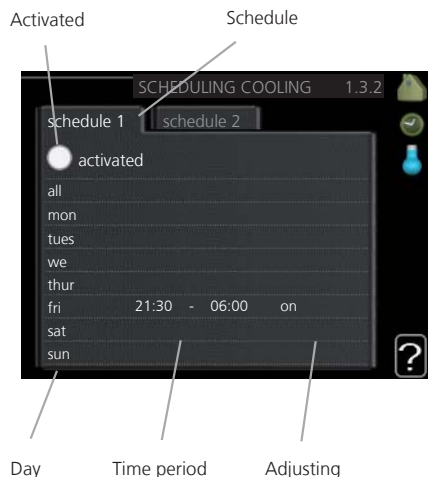 Activated Schedule
SCHEDULING COOLING 1.3.2
schedule 1 schedule 2
activated
all
mon
tues
we
thur
fri 21:30 - 06:00 on
sat
sun
?
Day Time period Adjusting